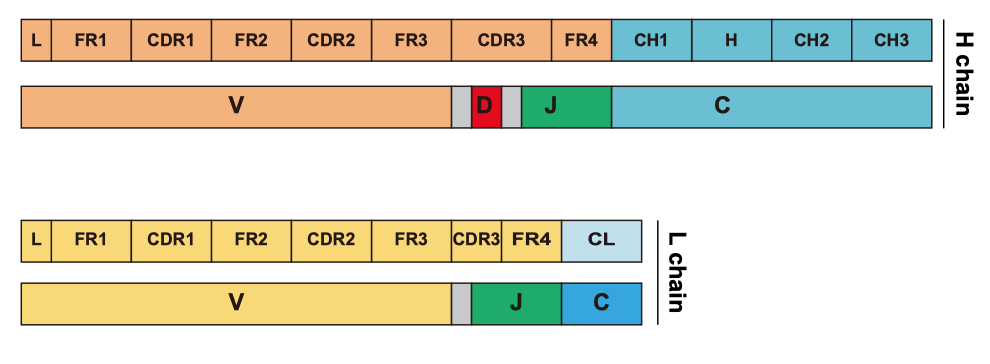 L FR1 CDR1 FR2 CDR2 FR3 CDR3 FR4 CH1 H CH2 CH3
V D J C
H chain
L FR1 CDR1 FR2 CDR2 FR3 CDR3 FR4 CL
V J C
L chain